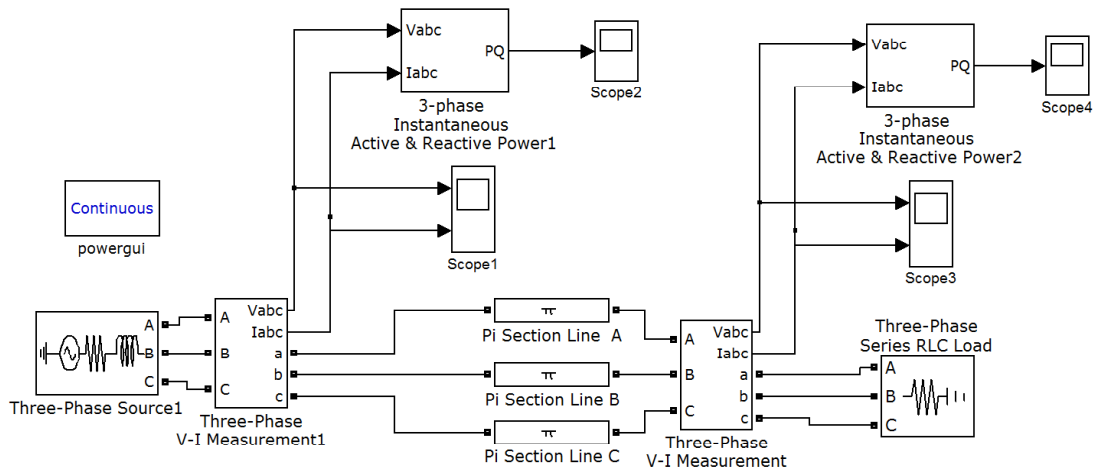 Vabc
Iabc
PQ
Scope2
3-phase
Instantaneous
Active & Reactive Power1
Vabc
Iabc
PQ
Scope4
3-phase
Instantaneous
Active & Reactive Power2
Continuous
powergui
Scope1
Scope3
A
B
C
Three-Phase Source1
A
B
C
Vabc
Iabc
a
b
c
Three-Phase
V-I Measurement1
π
Pi Section Line A
π
Pi Section Line B
π
Pi Section Line C
A
B
C
Vabc
Iabc
a
b
c
Three-Phase
V-I Measurement
Three-Phase
Series RLC Load
A
B
C